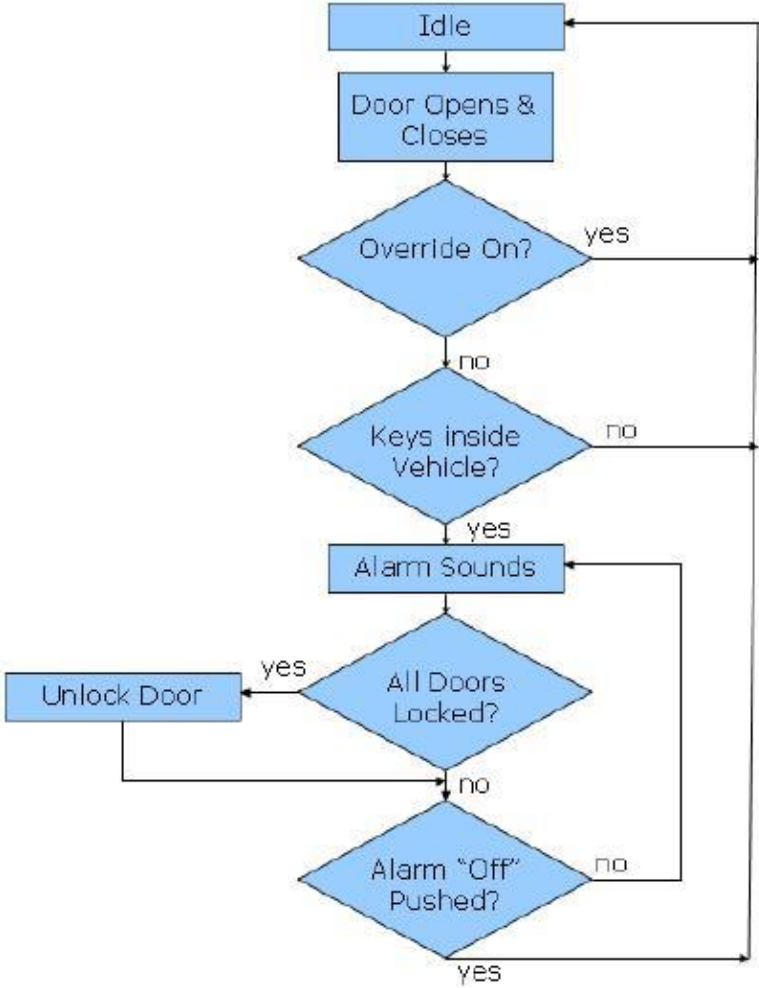 Idle
Door Opens &
Closes
Override On?
yes
no
Keys inside
Vehicle?
no
yes
Alarm Sounds
yes
Unlock Door
All Doors
Locked?
no
Alarm “Off”
Pushed?
no
yes